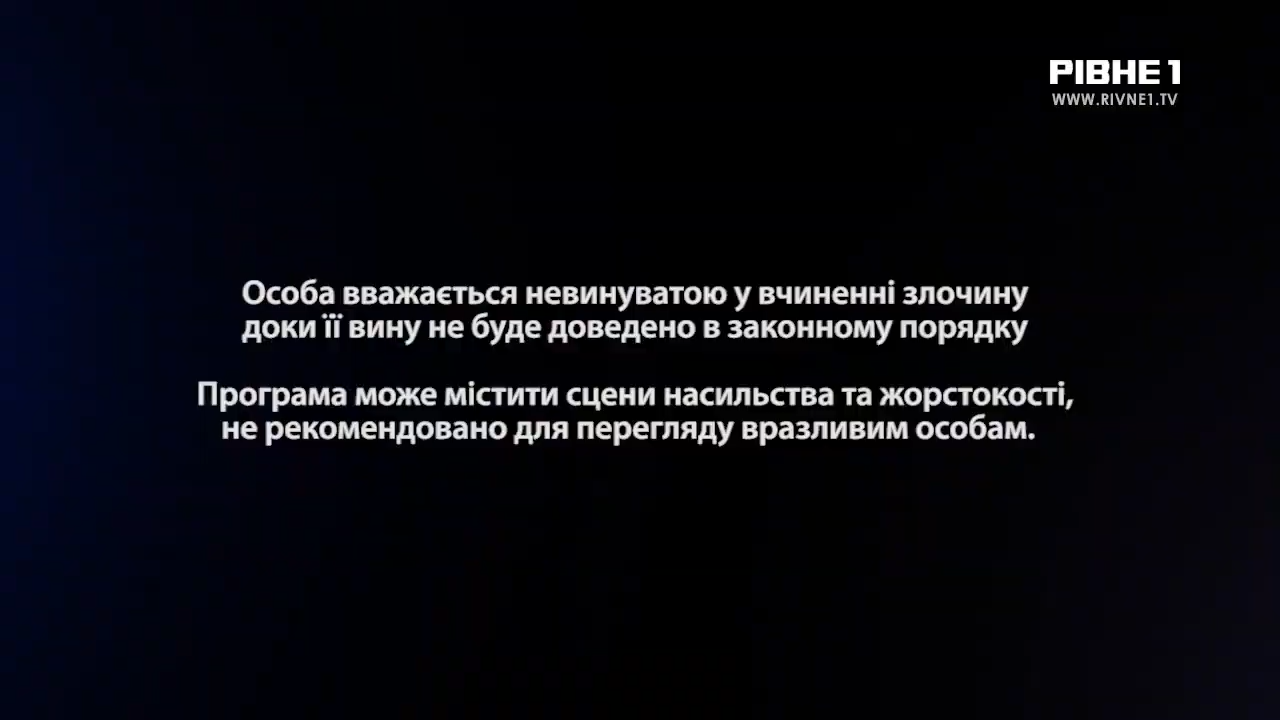 РІВНЕ 1
WWW.RIVNE1.TV
Особа вважається невинуватою у вчиненні злочину
доки її вину не буде доведено в законному порядку
Програма може містити сцени насильства та жорстокості,
не рекомендовано для перегляду вразливим особам.